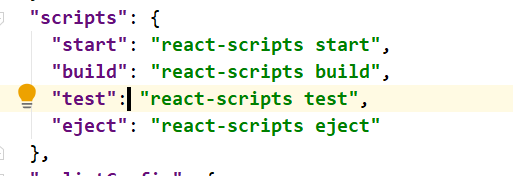 "scripts": {
"start": "react-scripts start",
"build": "react-scripts build",
"test": "react-scripts test",
"eject": "react-scripts eject"
},